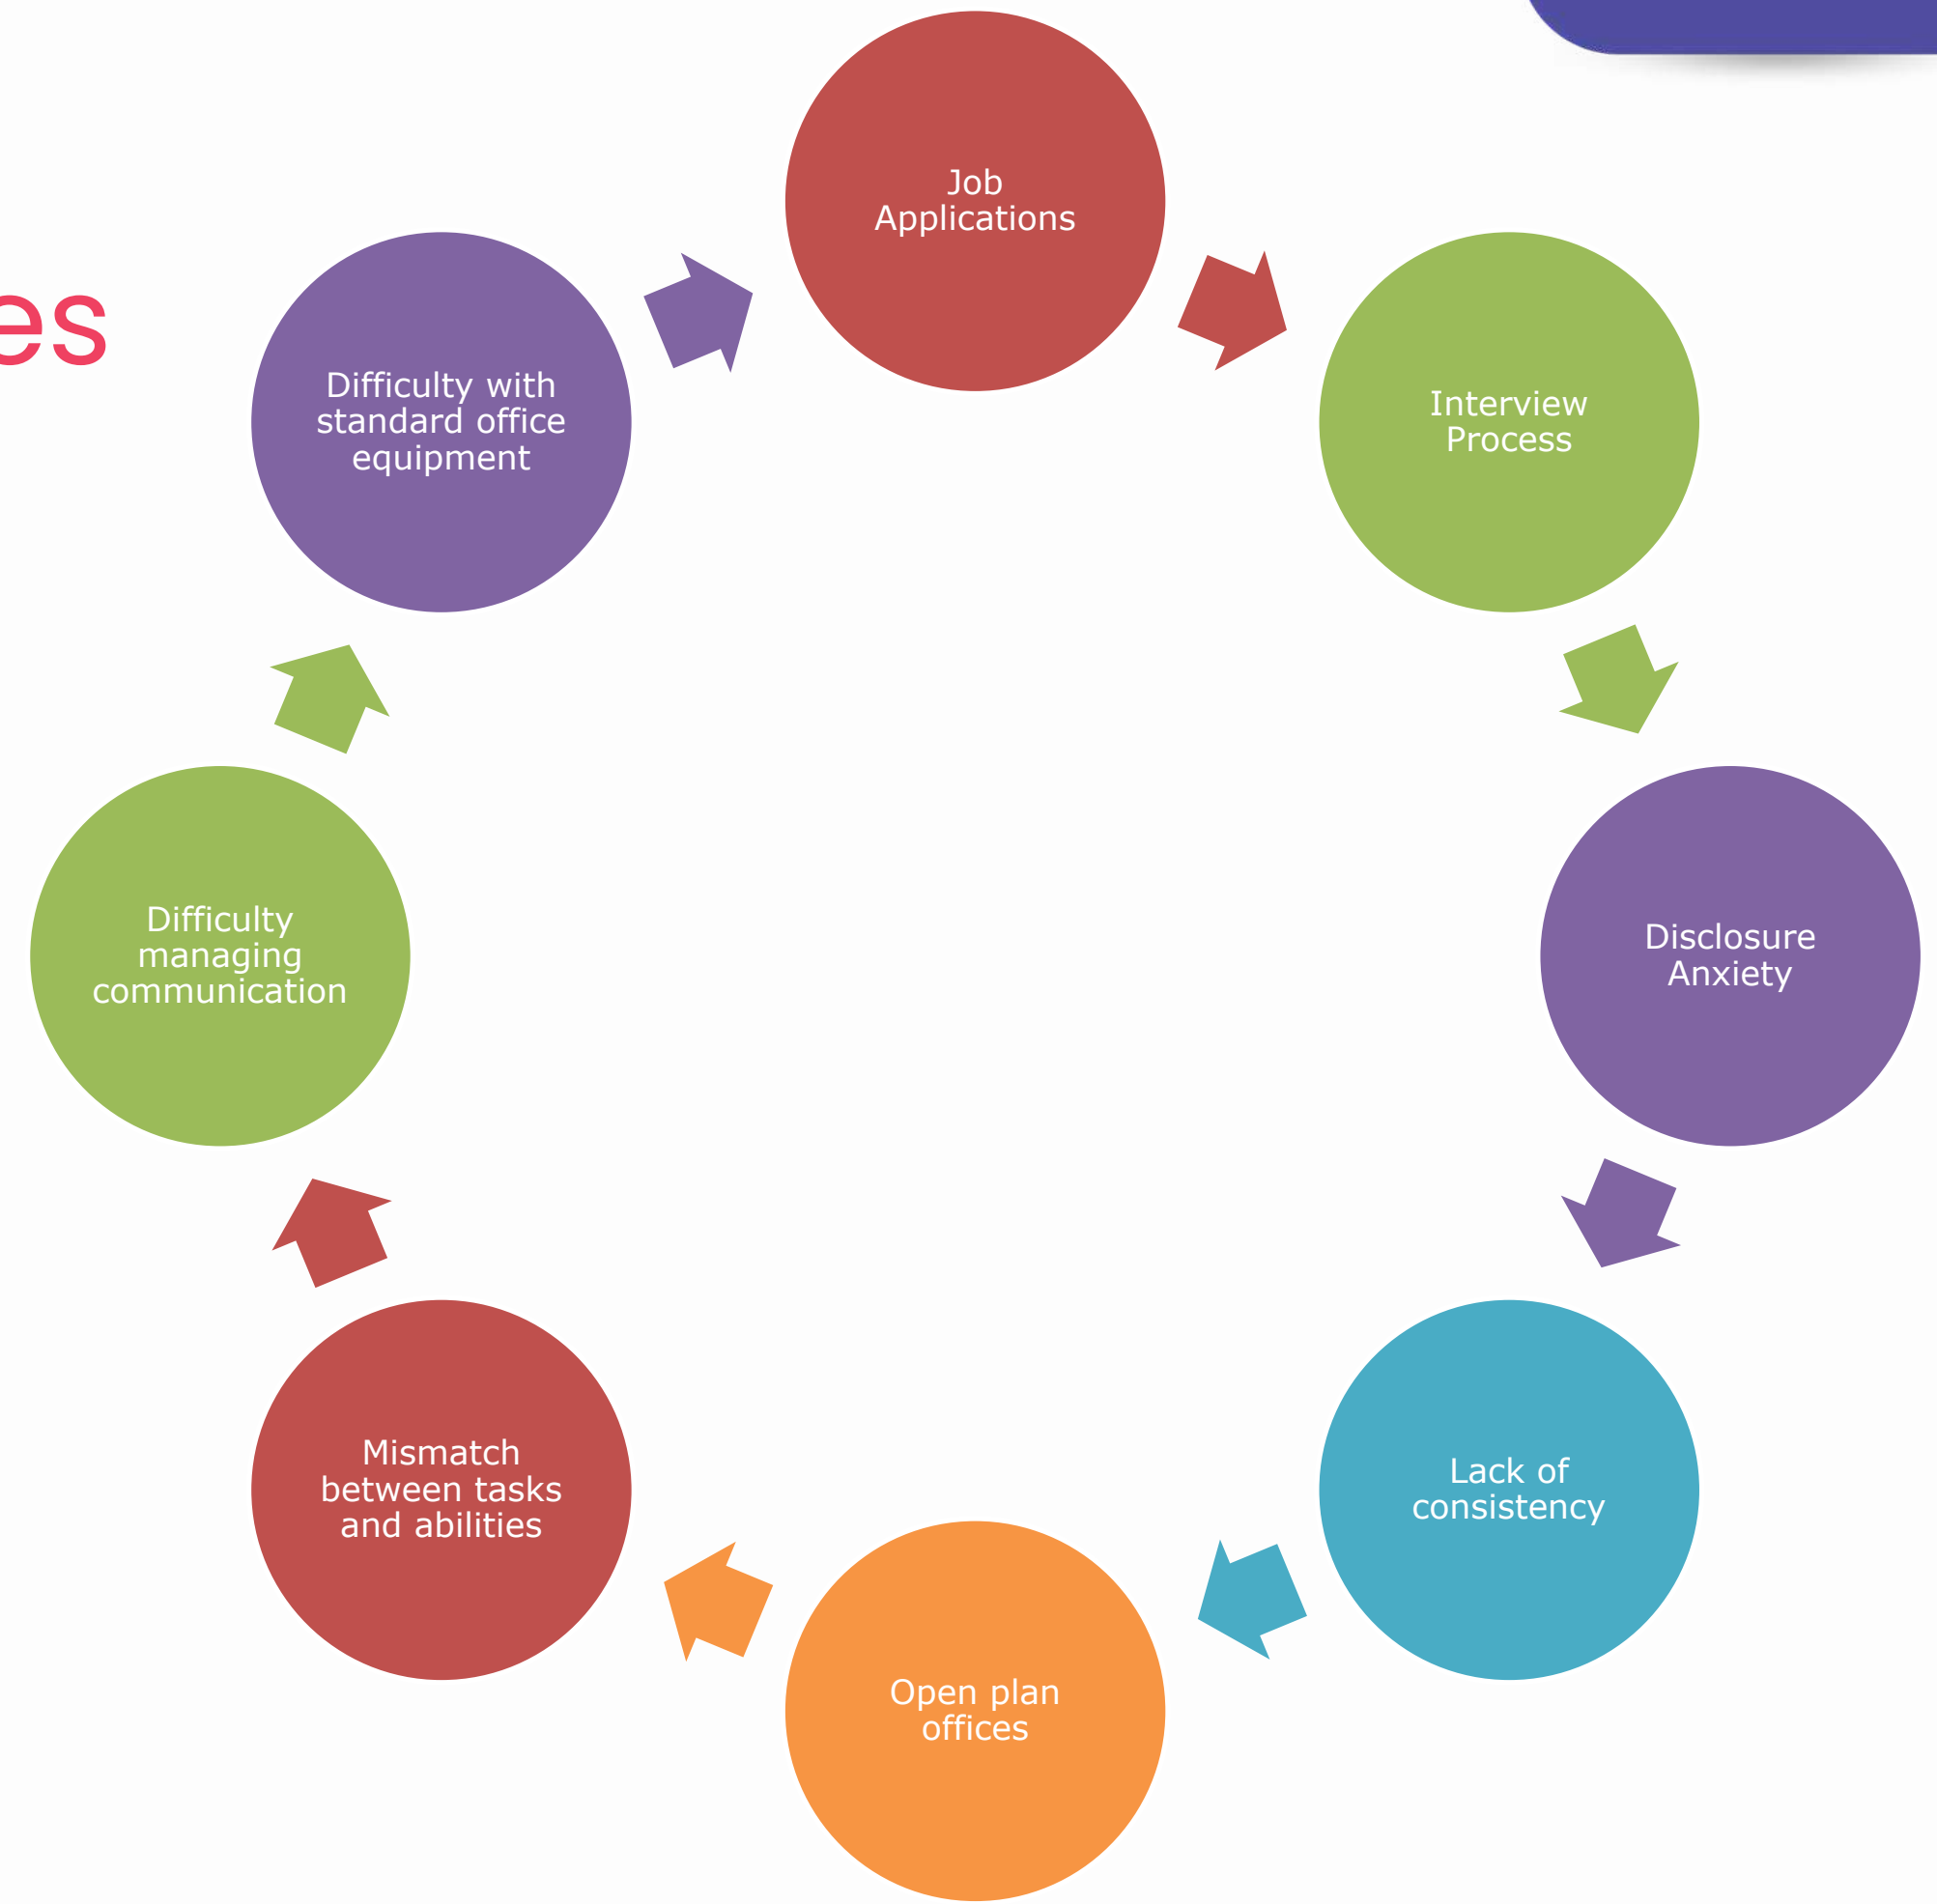 es
Job
Applications
Interview
Process
Disclosure
Anxiety
Lack of
consistency
Open plan
offices
Mismatch
between tasks
and abilities
Difficulty
managing
communication
Difficulty with
standard office
equipment